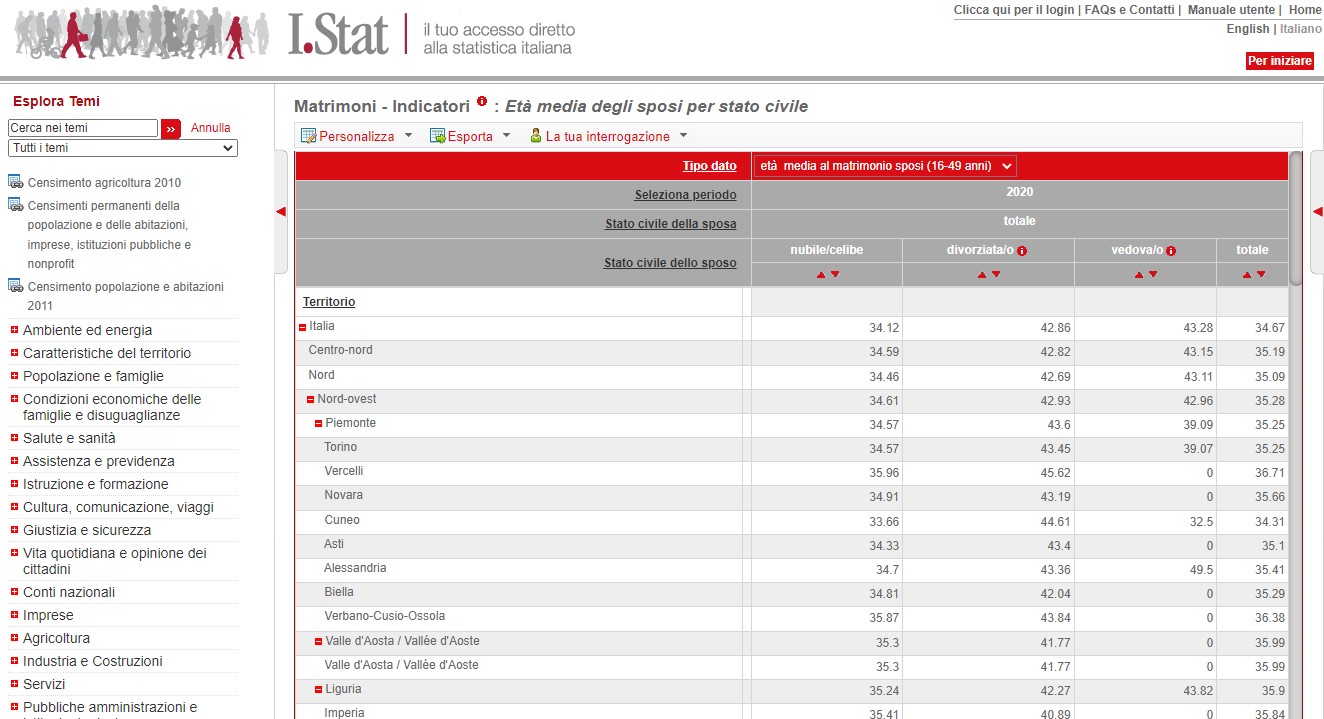 Clicca qui per il login | FAQs e Contatti | Manuale utente | Home
English | Italiano
I.Stat
il tuo accesso diretto
alla statistica italiana
Per iniziare
Esplora Temi
Cerca nei temi » Annulla
Tutti i temi
Censimento agricoltura 2010
Censimenti permanenti della
popolazione e delle abitazioni,
imprese, istituzioni pubbliche e
nonprofit
Censimento popolazione e abitazioni
2011
Ambiente ed energia
Caratteristiche del territorio
Popolazione e famiglie
Condizioni economiche delle
famiglie e disuguaglianze
Salute e sanità
Assistenza e previdenza
Istruzione e formazione
Cultura, comunicazione, viaggi
Giustizia e sicurezza
Vita quotidiana e opinione dei
cittadini
Conti nazionali
Imprese
Agricoltura
Industria e Costruzioni
Servizi
Pubbliche amministrazioni e
Matrimoni - Indicatori : Età media degli sposi per stato civile
Personalizza Esporta La tua interrogazione
Tipo dato età media al matrimonio sposi (16-49 anni)
Seleziona periodo 2020
Stato civile della sposa totale
Stato civile dello sposo nubile/celibe divorziata/o vedova/o totale
Territorio
Italia 34.12 42.86 43.28 34.67
Centro-nord 34.59 42.82 43.15 35.19
Nord 34.46 42.69 43.11 35.09
Nord-ovest 34.61 42.93 42.96 35.28
Piemonte 34.57 43.6 39.09 35.25
Torino 34.57 43.45 39.07 35.25
Vercelli 35.96 45.62 0 36.71
Novara 34.91 43.19 0 35.66
Cuneo 33.66 44.61 32.5 34.31
Asti 34.33 43.4 0 35.1
Alessandria 34.7 43.36 49.5 35.41
Biella 34.81 42.04 0 35.29
Verbano-Cusio-Ossola 35.87 43.84 0 36.38
Valle d'Aosta / Vallée d'Aoste 35.3 41.77 0 35.99
Valle d'Aosta / Vallée d'Aoste 35.3 41.77 0 35.99
Liguria 35.24 42.27 43.82 35.9
Imperia 35.41 40.89 0 35.84